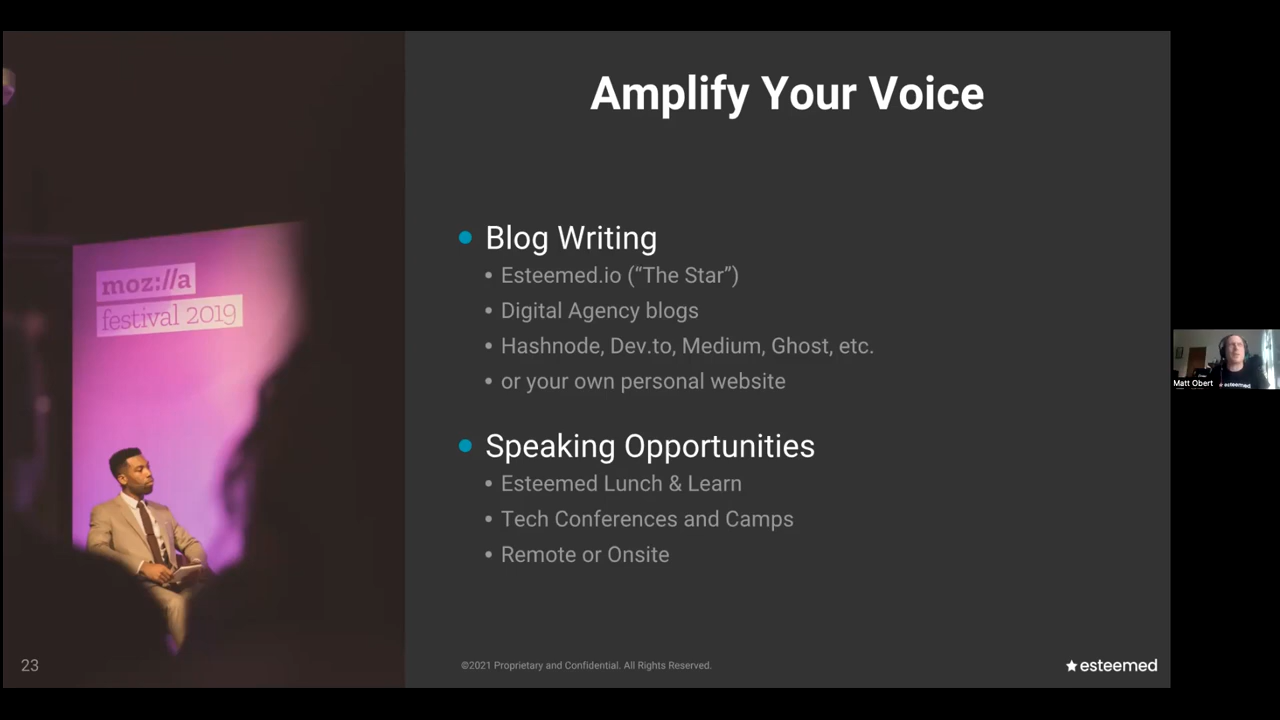 Amplify Your Voice
moz://a
festival 2019
Blog Writing
Esteemed.io (“The Star”)
Digital Agency blogs
Hashnode, Dev.to, Medium, Ghost, etc.
or your own personal website
Speaking Opportunities
Esteemed Lunch & Learn
Tech Conferences and Camps
Remote or Onsite
Matt Obert
esteemed
23
©2021 Proprietary and Confidential. All Rights Reserved.
esteemed